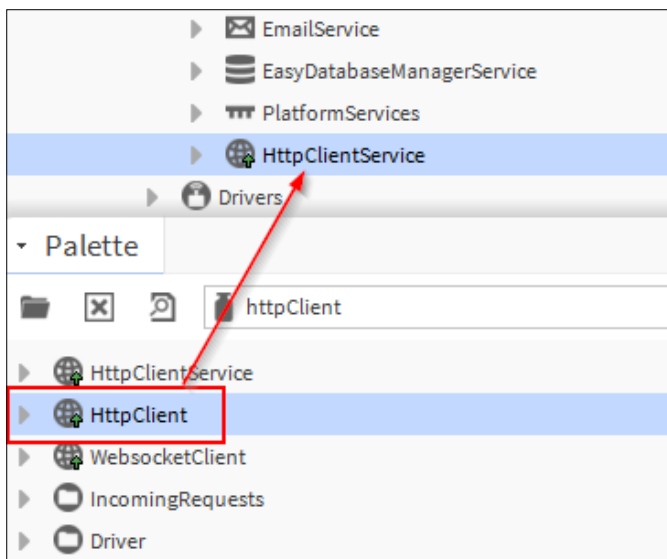 EmailService
EasyDatabaseManagerService
PlatformServices
HttpClientService
Drivers
Palette
httpClient
HttpClientService
HttpClient
WebsocketClient
IncomingRequests
Driver